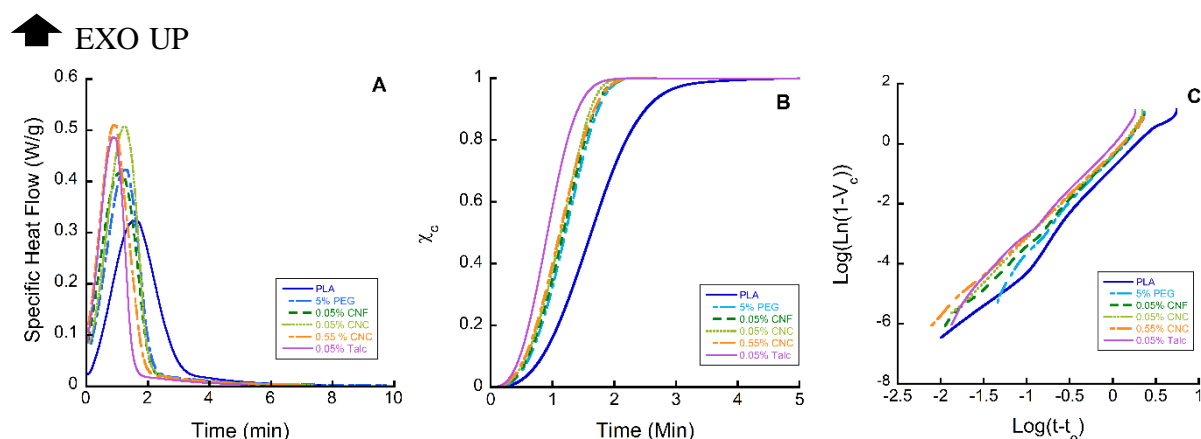 EXO UP
A
Specific Heat Flow (W/g)
0.6
0.5
0.4
0.3
0.2
0.1
0
0 2 4 6 8 10
Time (min)
PLA
5% PEG
0.05% CNF
0.05% CNC
0.55 % CNC
0.05% Talc
B
χc
1
0.8
0.6
0.4
0.2
0
0 1 2 3 4 5
Time (Min)
PLA
5% PEG
0.05% CNF
0.05% CNC
0.55% CNC
0.05% Talc
C
Log(Ln(1-Vc))
2
0
-2
-4
-6
-8
-2.5 -2 -1.5 -1 -0.5 0 0.5 1
Log(t-t0)
PLA
5% PEG
0.05% CNF
0.05% CNC
0.55% CNC
0.05% Talc